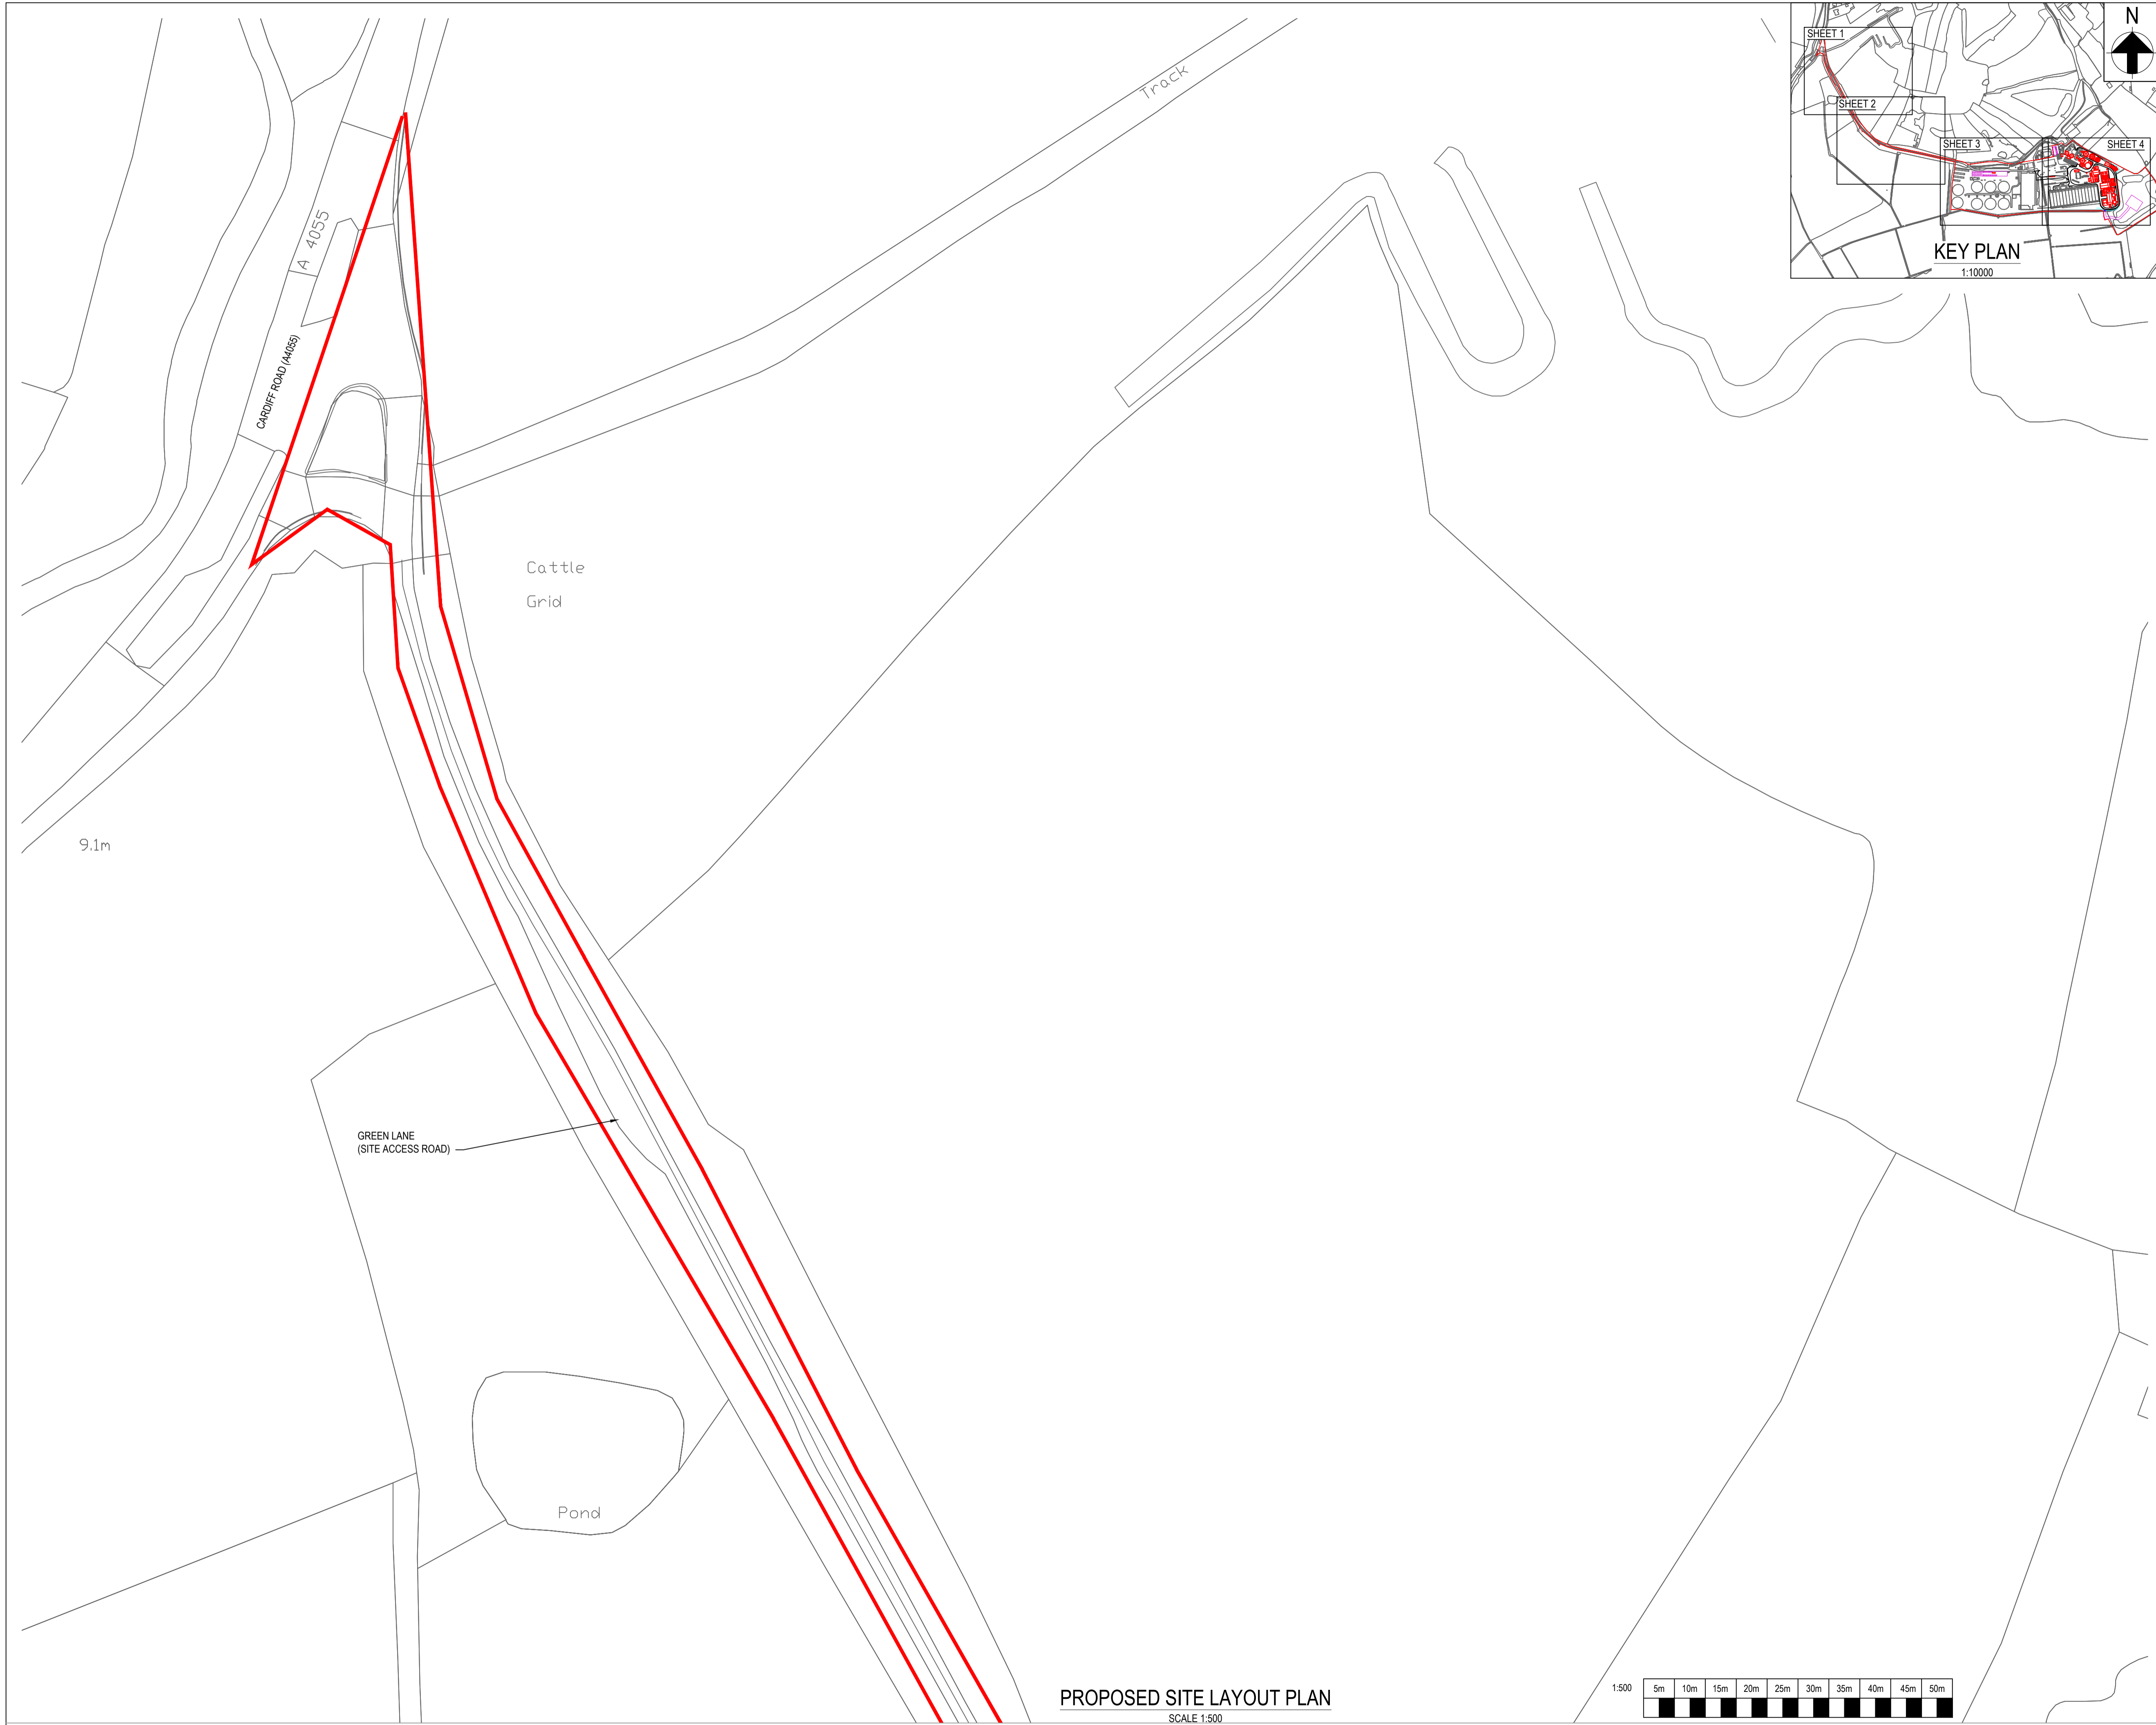 N
SHEET 1
SHEET 2
SHEET 3
SHEET 4
KEY PLAN
1:10000
Track
A 4055
CARDIFF ROAD (A4055)
Cattle
Grid
9.1m
GREEN LANE
(SITE ACCESS ROAD)
Pond
PROPOSED SITE LAYOUT PLAN
SCALE 1:500
1:500 5m 10m 15m 20m 25m 30m 35m 40m 45m 50m